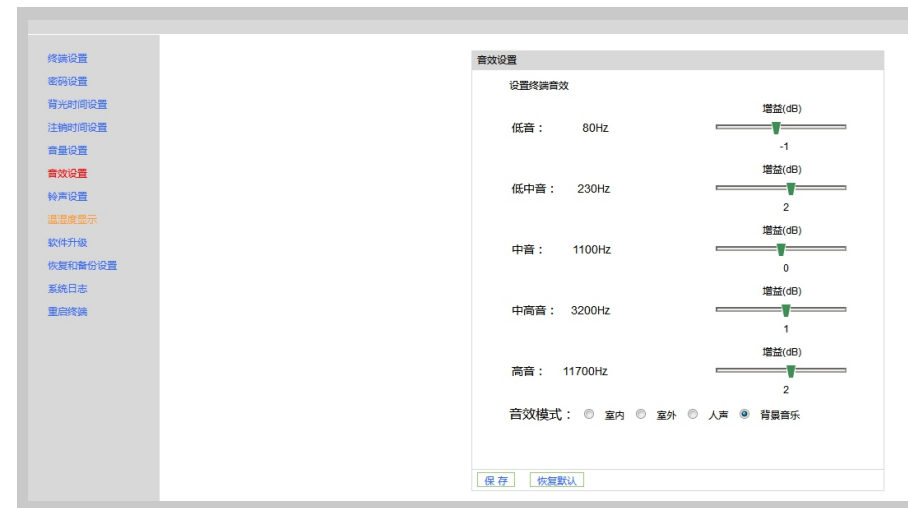 终端设置
密码设置
背光时间设置
注销时间设置
音量设置
音效设置
铃声设置
温湿度显示
软件升级
恢复和备份设置
系统日志
重启终端
音效设置
设置终端音效
增益(dB)
低音： 80Hz
-1
增益(dB)
低中音： 230Hz
2
增益(dB)
中音： 1100Hz
0
增益(dB)
中高音： 3200Hz
1
增益(dB)
高音： 11700Hz
2
音效模式： 室内 室外 人声 背景音乐
保 存 恢复默认